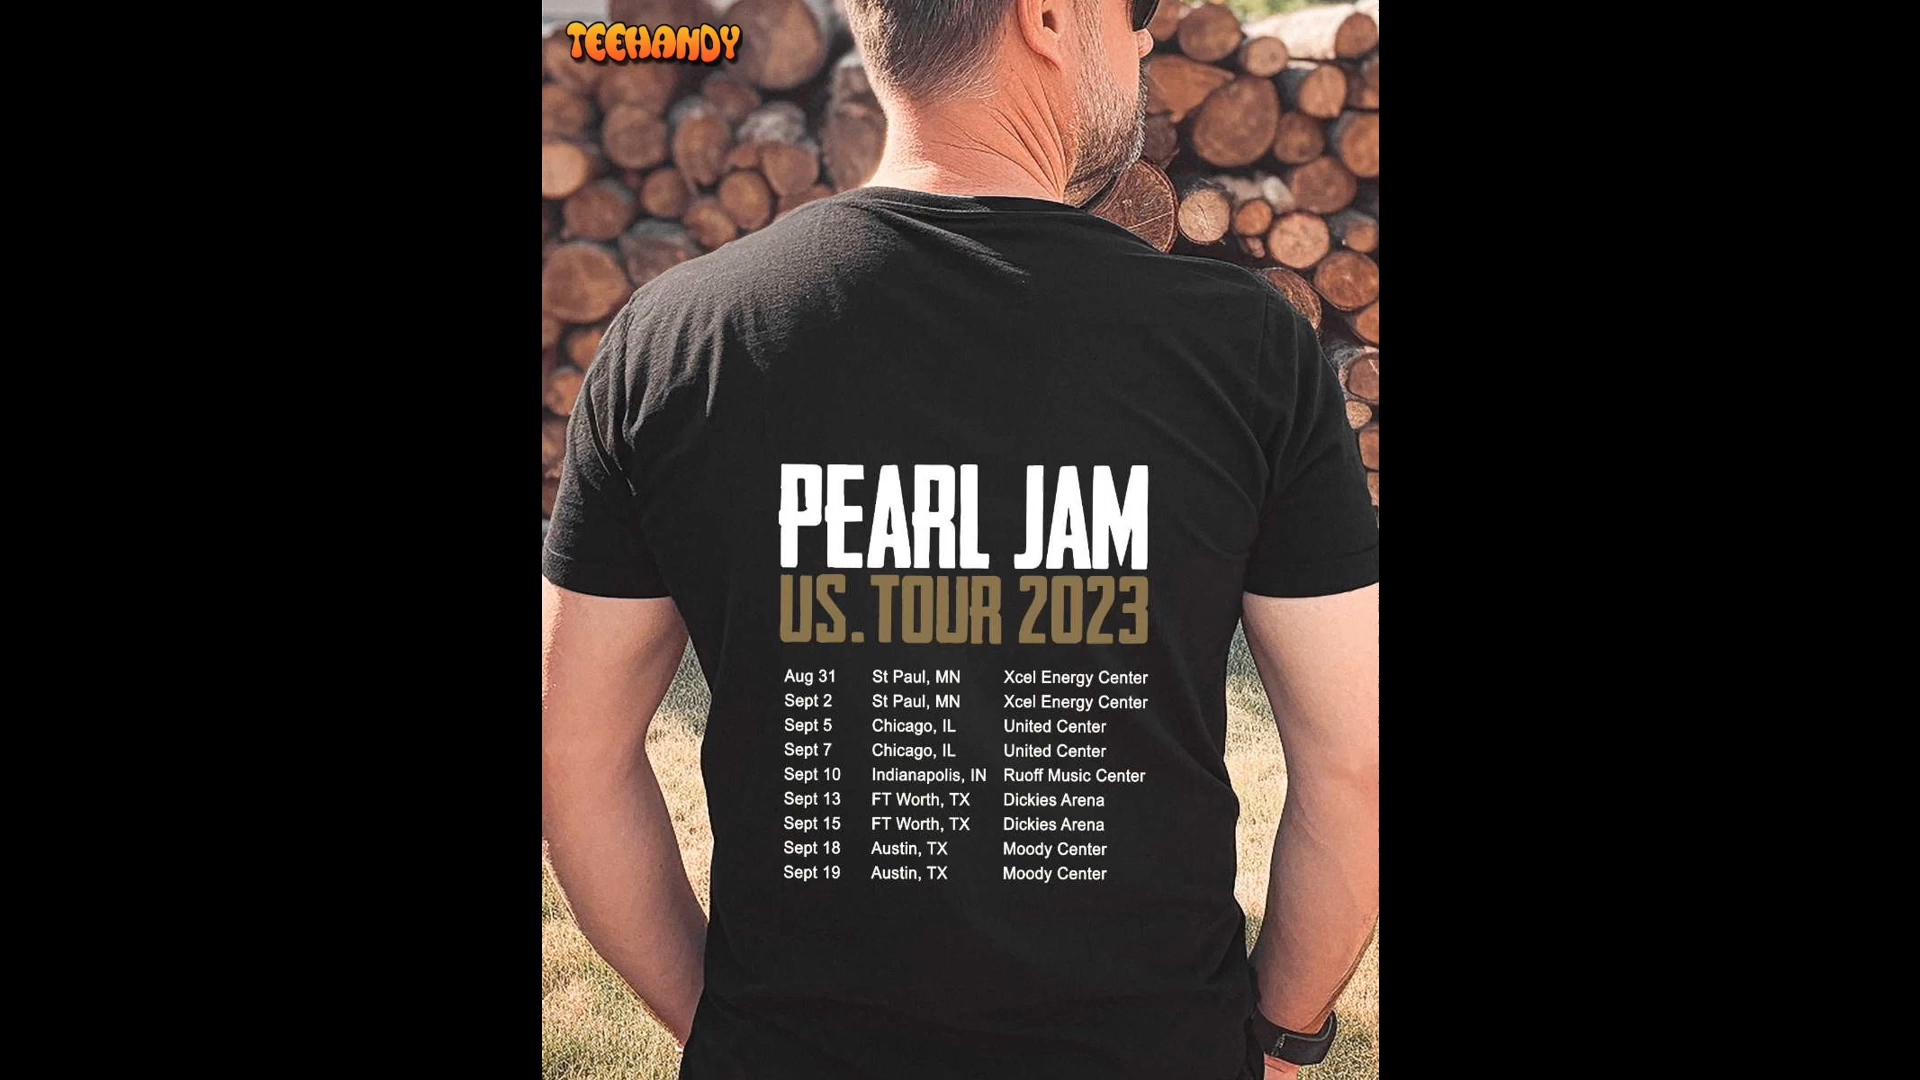 TEEHANDY
PEARL JAM
US. TOUR 2023
Aug 31 St Paul, MN Xcel Energy Center
Sept 2 St Paul, MN Xcel Energy Center
Sept 5 Chicago, IL United Center
Sept 7 Chicago, IL United Center
Sept 10 Indianapolis, IN Ruoff Music Center
Sept 13 FT Worth, TX Dickies Arena
Sept 15 FT Worth, TX Dickies Arena
Sept 18 Austin, TX Moody Center
Sept 19 Austin, TX Moody Center